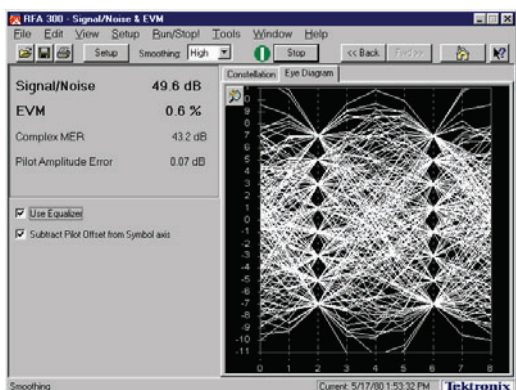 RFA 300 - Signal/Noise & EVM
File Edit View Setup Run/Stop! Tools Window Help
Setup Smoothing: High Stop << Back Fwd >>
Signal/Noise 49.6 dB
EVM 0.6 %
Complex MER 43.2 dB
Pilot Amplitude Error 0.07 dB
Use Equalizer
Subtract Pilot Offset from Symbol axis
Constellation Eye Diagram
9
7
6
5
4
3
2
1
0
-1
-2
-3
-4
-5
-6
-7
-8
-9
-10
-11
0 1 2 3 4 5 6 7 8
Smoothing Current: 5/17/80 1:53:32 PM Tektronix